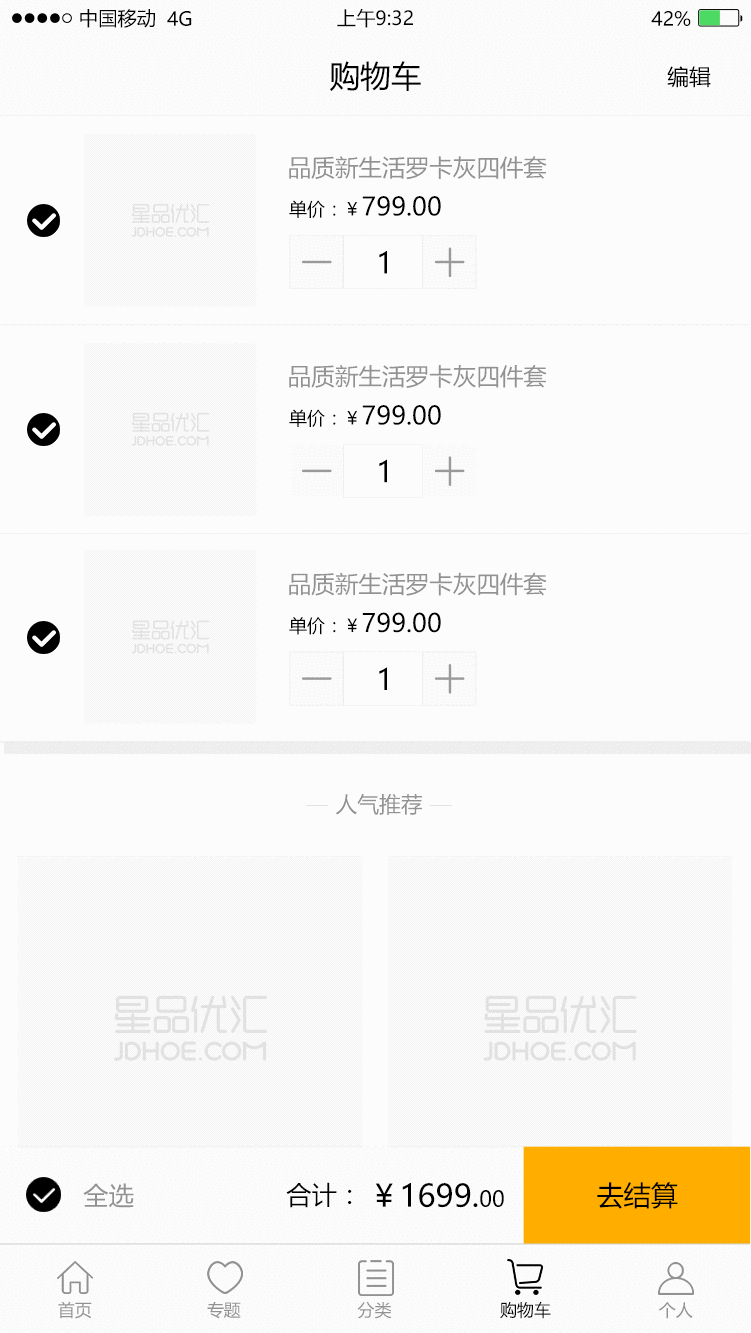 中国移动 4G 上午9:32 42%
购物车 编辑
品质新生活罗卡灰四件套
星品优汇
JDHOE.COM
单价：¥799.00
1
品质新生活罗卡灰四件套
星品优汇
JDHOE.COM
单价：¥799.00
1
品质新生活罗卡灰四件套
星品优汇
JDHOE.COM
单价：¥799.00
1
人气推荐
星品优汇 星品优汇
JDHOE.COM JDHOE.COM
全选 合计： ¥1699.00 去结算
首页 专题 分类 购物车 个人